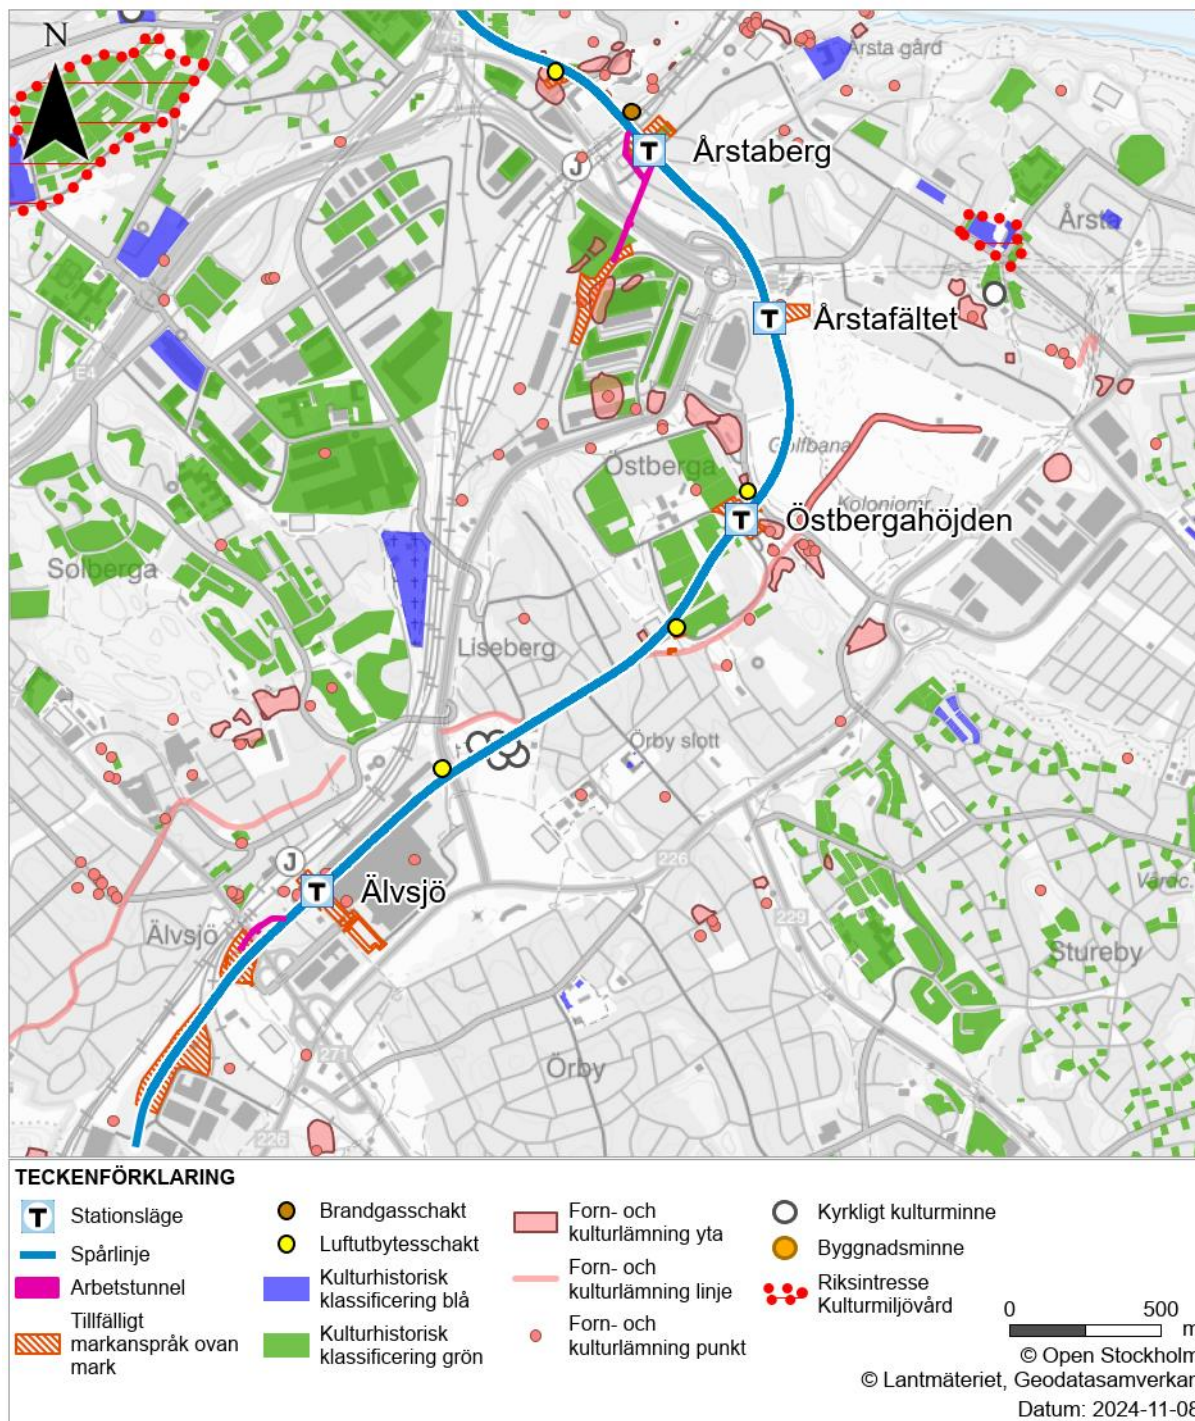 N
75
Årsta gård
Årstaberg
J
Årsta
Årstafältet
E4
Golfbana
Östberga
Koloniomr.
Östbergahöjden
Solberga
Liseberg
Örby slott
226
J
Älvsjö
Värdc.
Älvsjö
229
Stureby
271
Örby
226
TECKENFÖRKLARING
T Stationsläge
Spårlinje
Arbetstunnel
Tillfälligt
markanspråk ovan
mark
Brandgasschakt
Luftutbytesschakt
Kulturhistorisk
klassificering blå
Kulturhistorisk
klassificering grön
Forn- och
kulturlämning yta
Forn- och
kulturlämning linje
Forn- och
kulturlämning punkt
Kyrkligt kulturminne
Byggnadsminne
Riksintresse
Kulturmiljövård
0 500
m
© Open Stockholm
© Lantmäteriet, Geodatasamverkan
Datum: 2024-11-08